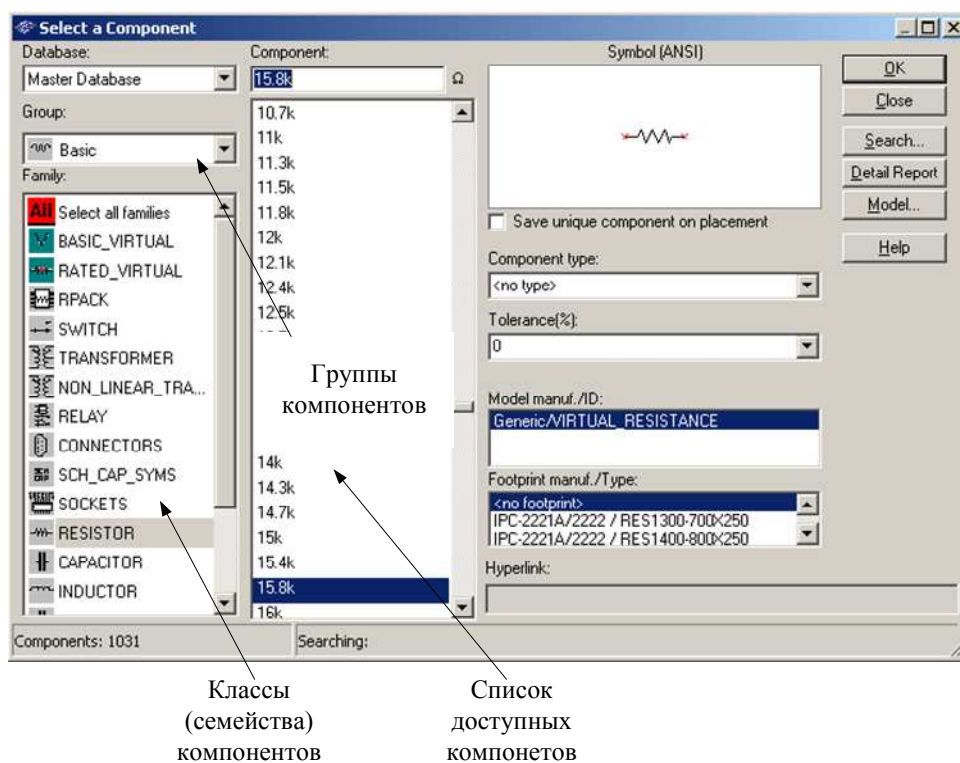 Select a Component
Database:
Master Database
Group:
Basic
Family:
All Select all families
BASIC_VIRTUAL
RATED_VIRTUAL
RPACK
SWITCH
TRANSFORMER
NON_LINEAR_TRA...
RELAY
CONNECTORS
SCH_CAP_SYMS
SOCKETS
RESISTOR
CAPACITOR
INDUCTOR
Component:
15.8k Ω
10.7k
11k
11.3k
11.5k
11.8k
12k
12.1k
12.4k
12.5k
Группы
компонентов
14k
14.3k
14.7k
15k
15.4k
15.8k
16k
Symbol (ANSI)
Save unique component on placement
Component type:
<no type>
Tolerance(%):
0
Model manuf./ID:
Generic/VIRTUAL_RESISTANCE
Footprint manuf./Type:
<no footprint>
IPC-2221A/2222 / RES1300-700X250
IPC-2221A/2222 / RES1400-800X250
Hyperlink:
OK
Close
Search...
Detail Report
Model...
Help
Components: 1031
Searching:
Классы
(семейства)
компонентов
Список
доступных
компонетов